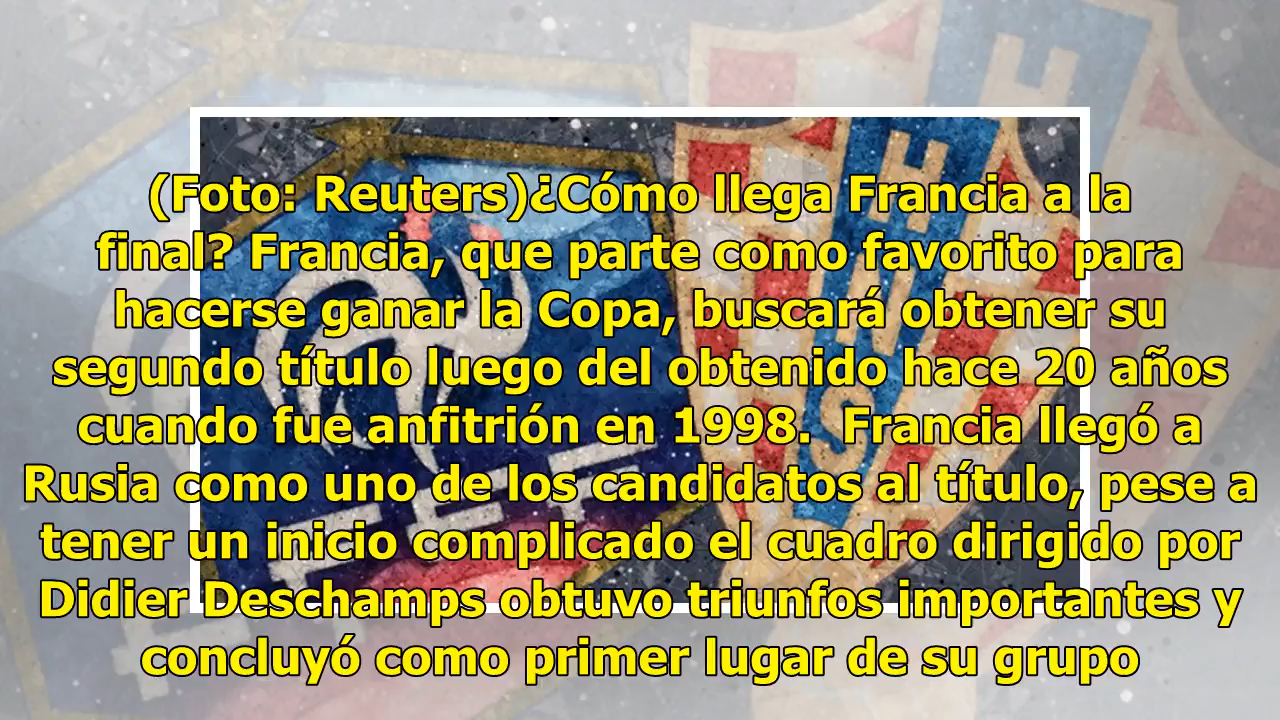 (Foto: Reuters)¿Cómo llega Francia a la
final? Francia, que parte como favorito para
hacerse ganar la Copa, buscará obtener su
segundo título luego del obtenido hace 20 años
cuando fue anfitrión en 1998.  Francia llegó a
Rusia como uno de los candidatos al título, pese a
tener un inicio complicado el cuadro dirigido por
Didier Deschamps obtuvo triunfos importantes y
concluyó como primer lugar de su grupo
FFF